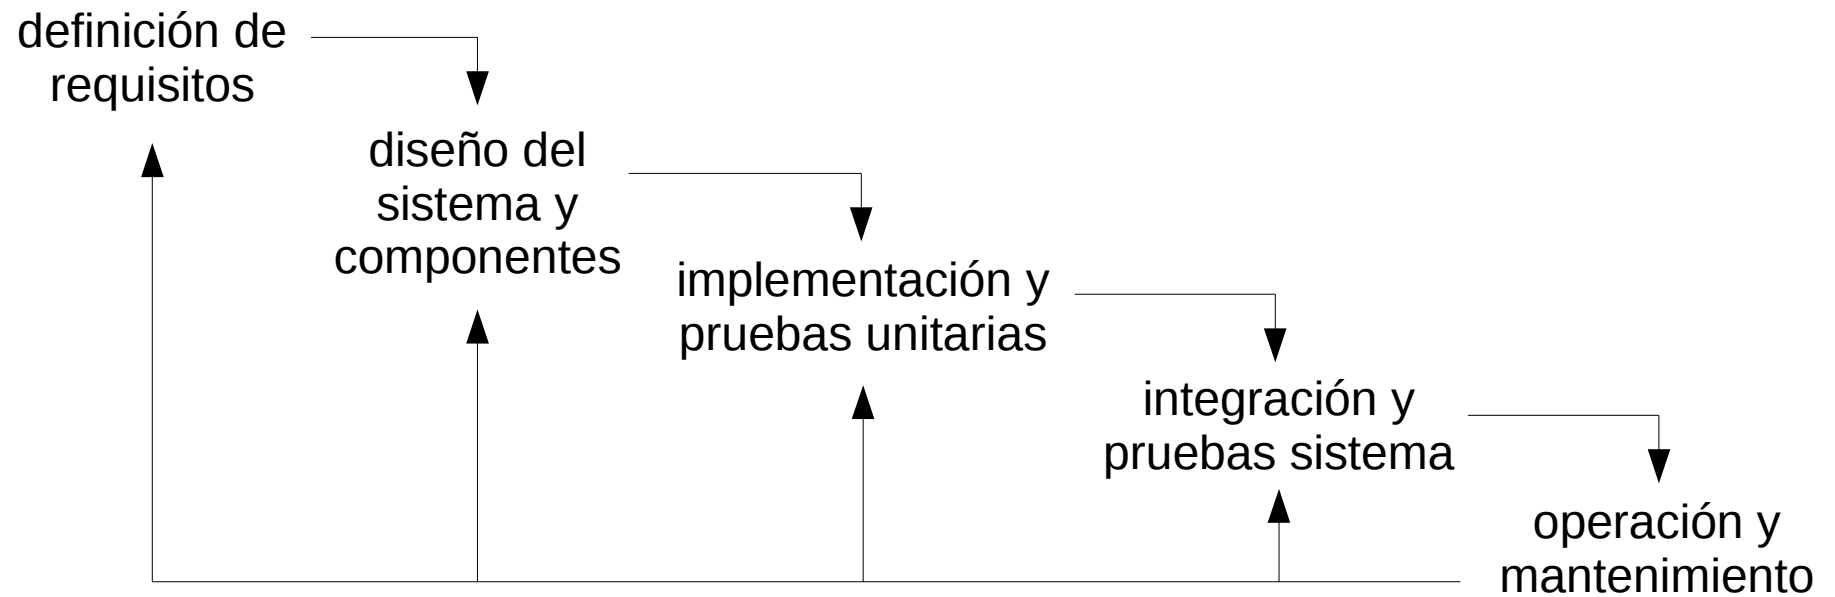 definición de
requisitos
diseño del
sistema y
componentes
implementación y
pruebas unitarias
integración y
pruebas sistema
operación y
mantenimiento